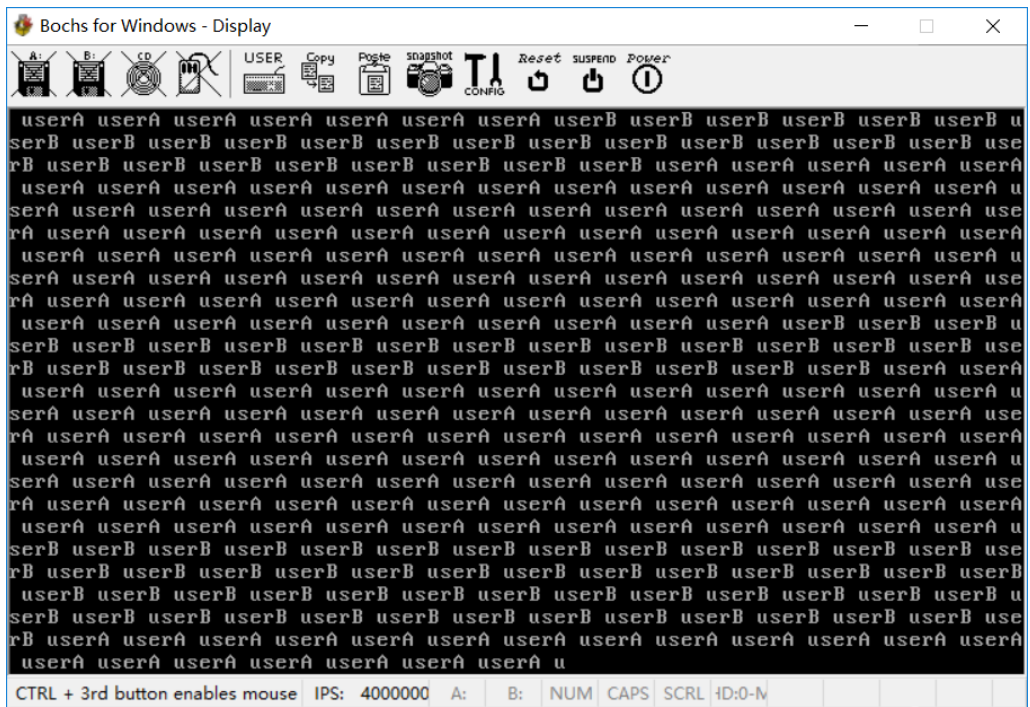 userA userA userA userA userA userA userA userB userB userB userB userB userB u
serB userB userB userB userB userB userB userB userB userB userB userB userB use
rB userB userB userB userB userB userB userB userB userA userA userA userA userA
userA userA userA userA userA userA userA userA userA userA userA userA userA u
serA userA userA userA userA userA userA userA userA userA userA userA userA use
rA userA userA userA userA userA userA userA userA userA userA userA userA userA
userA userA userA userA userA userA userA userA userA userA userA userA userA u
serA userA userA userA userA userA userA userA userA userA userA userA userA use
rA userA userA userA userA userA userA userA userA userA userA userA userA userA
userA userA userA userA userA userA userA userA userA userA userB userB userB u
serB userB userB userB userB userB userB userB userB userB userB userB userB use
rB userB userB userB userB userB userB userB userB userB userB userB userA userA
userA userA userA userA userA userA userA userA userA userA userA userA userA u
serA userA userA userA userA userA userA userA userA userA userA userA userA use
rA userA userA userA userA userA userA userA userA userA userA userA userA userA
userA userA userA userA userA userA userA userA userA userA userA userA userA u
serA userA userA userA userA userA userA userA userA userA userA userA userA use
rA userA userA userA userA userA userA userA userA userA userA userA userA userA
userA userA userA userA userA userA userA userA userA userA userA userA userA u
serB userB userB userB userB userB userB userB userB userB userB userB userB use
rB userB userB userB userB userB userB userB userB userB userB userB userB userB
userB userB userB userB userB userB userB userB userB userB userB userB userB u
serB userB userB userB userB userB userB userB userB userB userB userB userB use
rB userA userA userA userA userA userA userA userA userA userA userA userA userA
userA userA userA userA userA userA userA u
Bochs for Windows - Display
A: B: CD USER Copy Paste snapshot CONFIG Reset SUSPEND Power
CTRL + 3rd button enables mouse IPS: 4000000 A: B: NUM CAPS SCRL HD:0-M